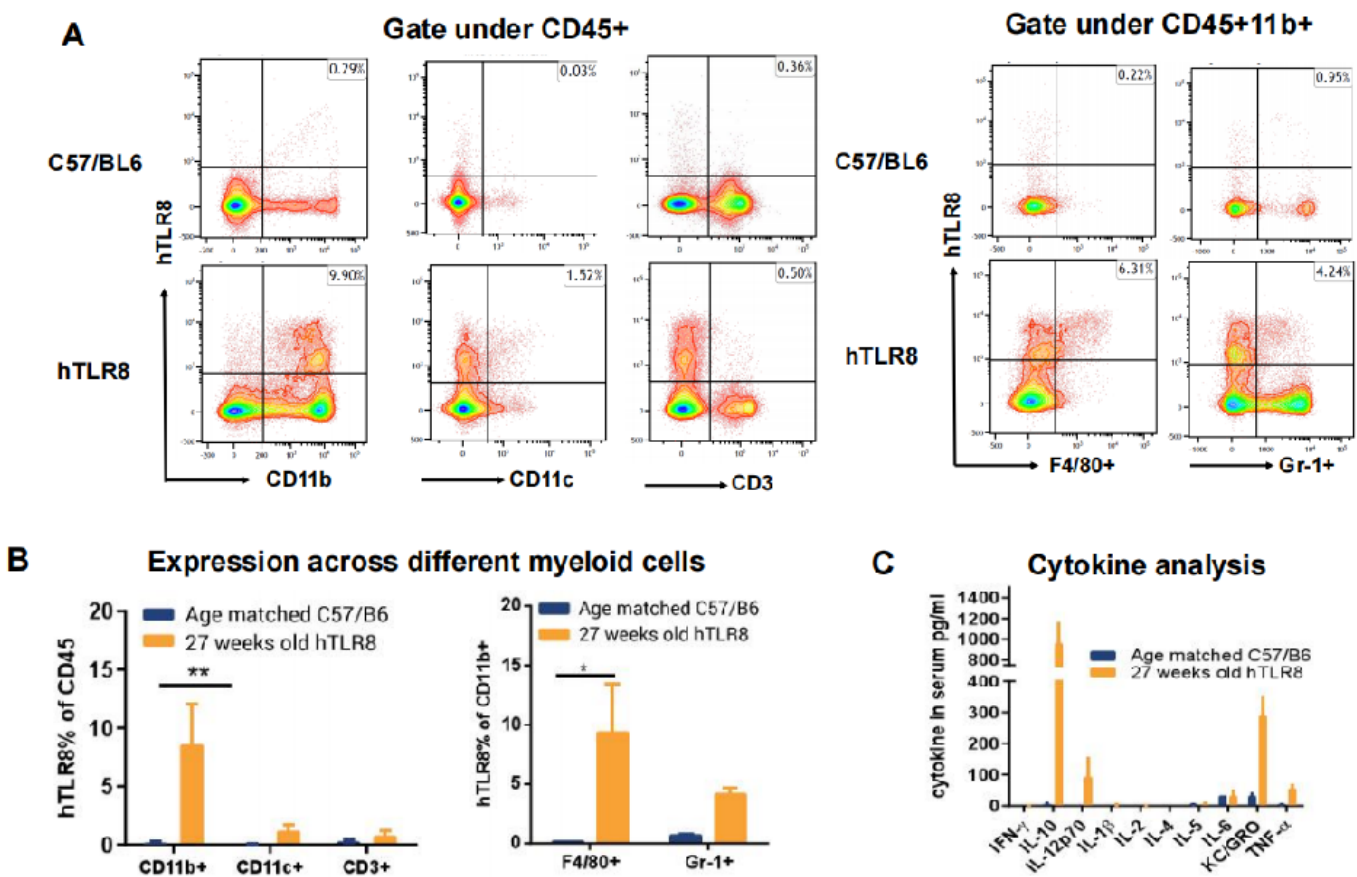 A
Gate under CD45+
Gate under CD45+11b+
C57/BL6
hTLR8
0.79%
0.03%
0.36%
C57/BL6
hTLR8
0.22%
0.95%
hTLR8
9.90%
1.52%
0.50%
hTLR8
6.31%
4.24%
CD11b
CD11c
CD3
F4/80+
Gr-1+
B
Expression across different myeloid cells
hTLR8% of CD45
20
15
10
5
0
Age matched C57/B6
27 weeks old hTLR8
**
CD11b+
CD11c+
CD3+
hTLR8% of CD11b+
20
15
10
5
0
Age matched C57/B6
27 weeks old hTLR8
*
F4/80+
Gr-1+
C
Cytokine analysis
cytokine in serum pg/ml
1400
1200
1000
800
400
300
200
100
0
Age matched C57/B6
27 weeks old hTLR8
IFN-γ
IL-10
IL-12p70
IL-1β
IL-2
IL-4
IL-5
IL-6
KC/GRO
TNF-α